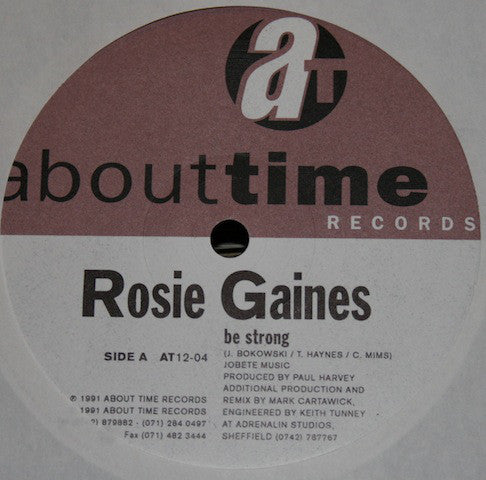 aT
abouttime
RECORDS
Rosie Gaines
be strong
SIDE A AT12-04
(J. BOKOWSKI / T. HAYNES / C. MIMS)
JOBETE MUSIC
PRODUCED BY PAUL HARVEY
ADDITIONAL PRODUCTION AND
REMIX BY MARK CARTAWICK,
ENGINEERED BY KEITH TUNNEY
AT ADRENALIN STUDIOS,
SHEFFIELD (0742) 787767
℗ 1991 ABOUT TIME RECORDS
1991 ABOUT TIME RECORDS
2) 879882 · (071) 284 0497
Fax (071) 482 3444